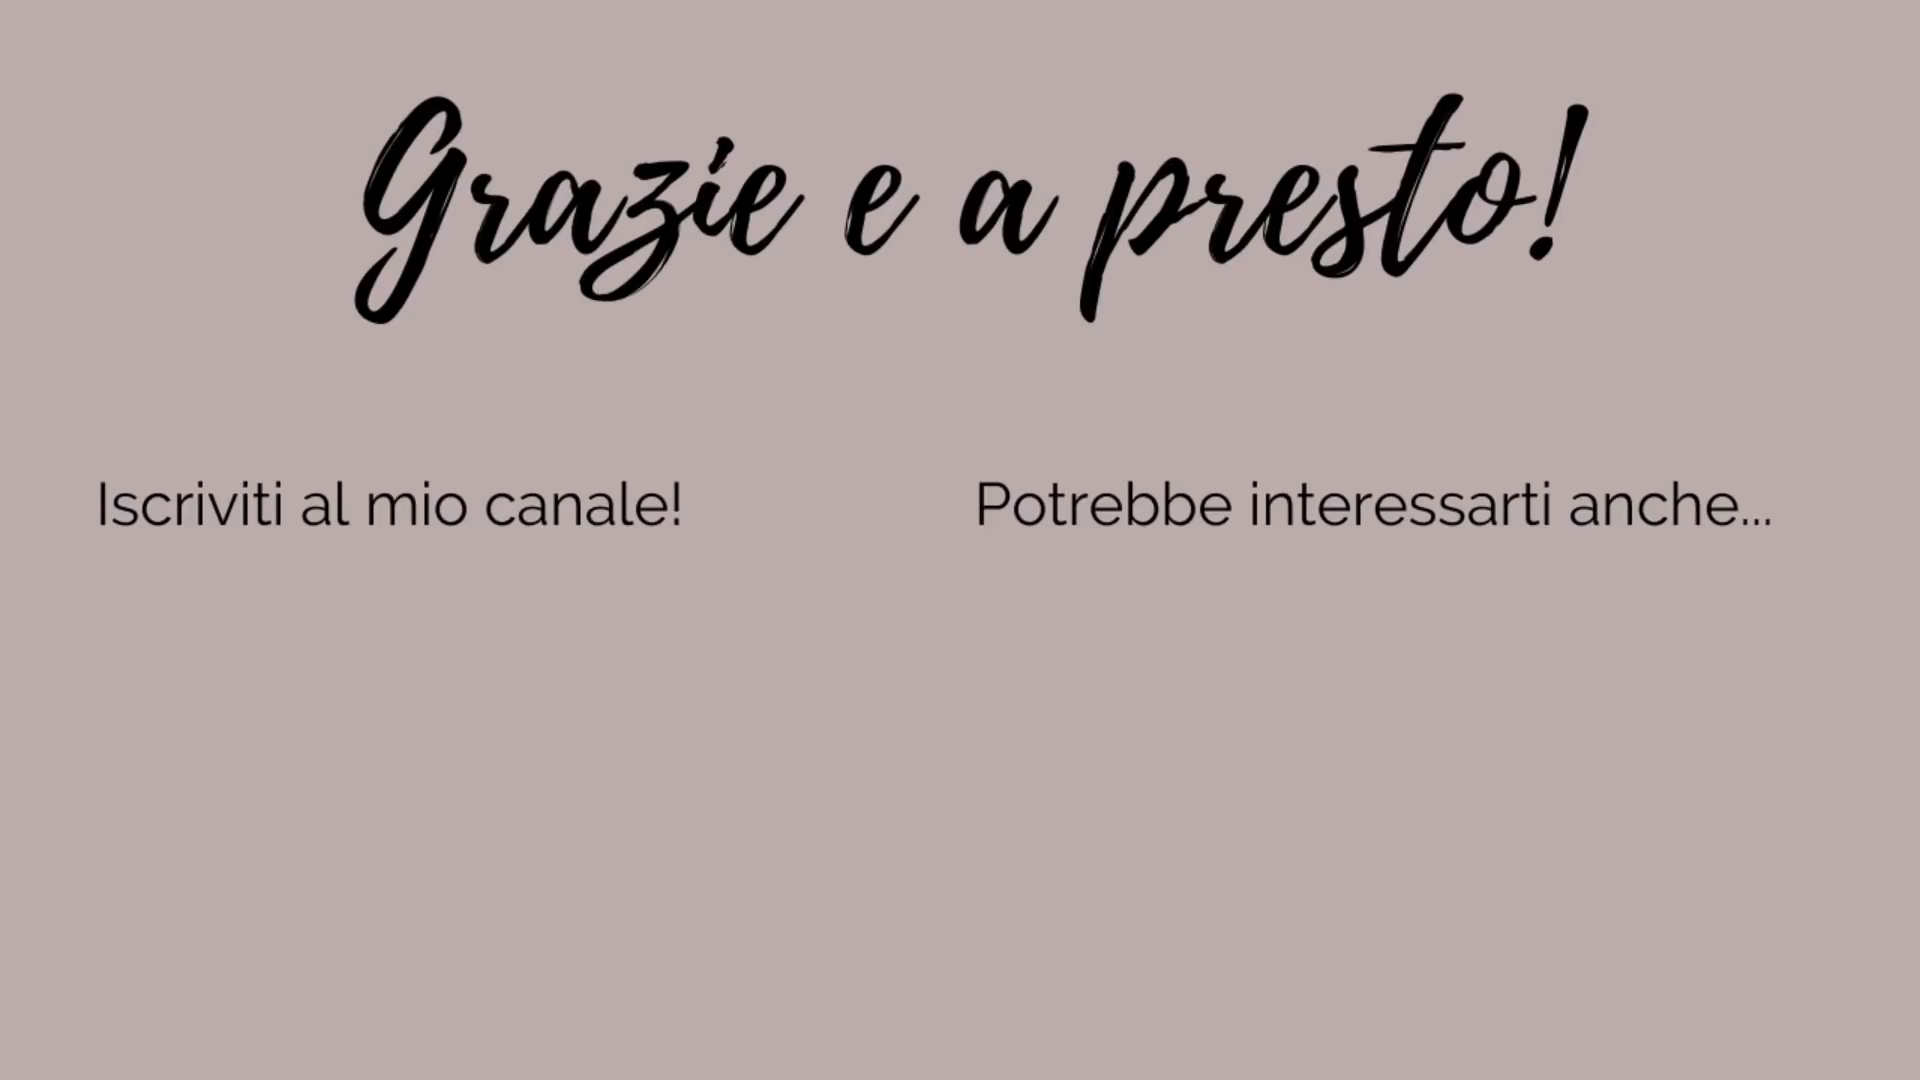 Grazie e a presto!
Iscriviti al mio canale!
Potrebbe interessarti anche...